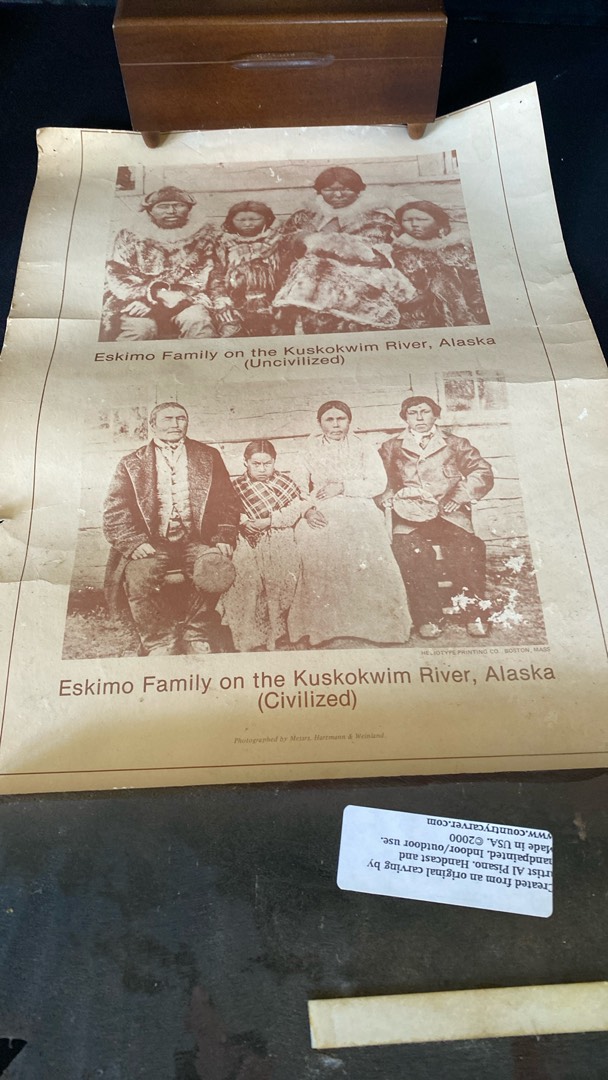 Eskimo Family on the Kuskokwim River, Alaska
(Uncivilized)
HELIOTYPE PRINTING CO., BOSTON, MASS
Eskimo Family on the Kuskokwim River, Alaska
(Civilized)
Photographed by Messrs. Hartmann & Weinland.
Created from an original carving by
artist Al Pisano. Handcast and
handpainted. Indoor/outdoor use.
Made in USA. ©2000
www.countrycarver.com